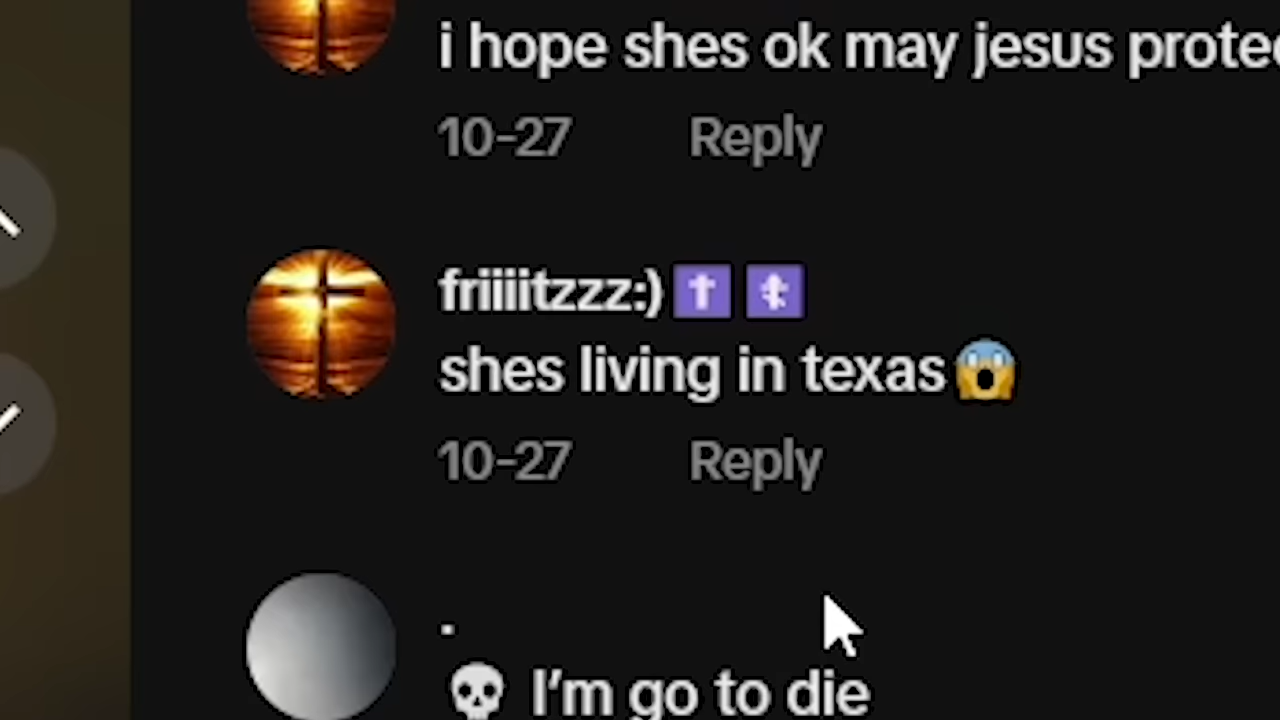 i hope shes ok may jesus
10-27 Reply
friiiitzzz:) ✝️ ☦️
shes living in texas😱
10-27 Reply
.
💀 I'm go to die